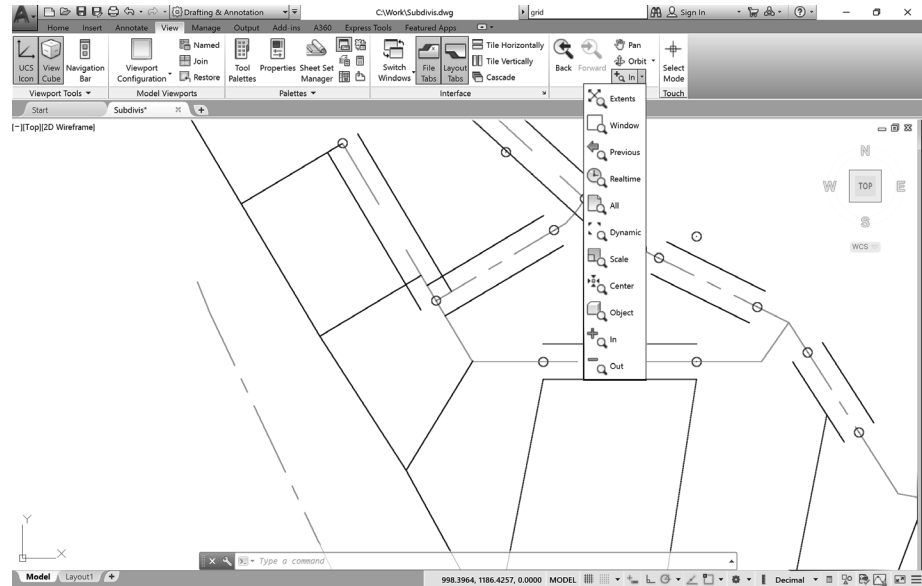 A Drafting & Annotation C:\Work\Subdivis.dwg grid Sign In
Home Insert Annotate View Manage Output Add-ins A360 Express Tools Featured Apps
UCS Icon
View Cube
Navigation Bar
Viewport Configuration
Named
Join
Restore
Tool Palettes
Properties
Sheet Set Manager
Switch Windows
File Tabs
Layout Tabs
Tile Horizontally
Tile Vertically
Cascade
Back
Forward
Pan
Orbit
In
Select Mode
Viewport Tools Model Viewports Palettes Interface Touch
Start Subdivis*
[−][Top][2D Wireframe]
Extents
Window
Previous
Realtime
All
Dynamic
Scale
Center
Object
In
Out
N
W TOP E
S
WCS
Y
X
Type a command
Model Layout1 +
998.3964, 1186.4257, 0.0000 MODEL Decimal